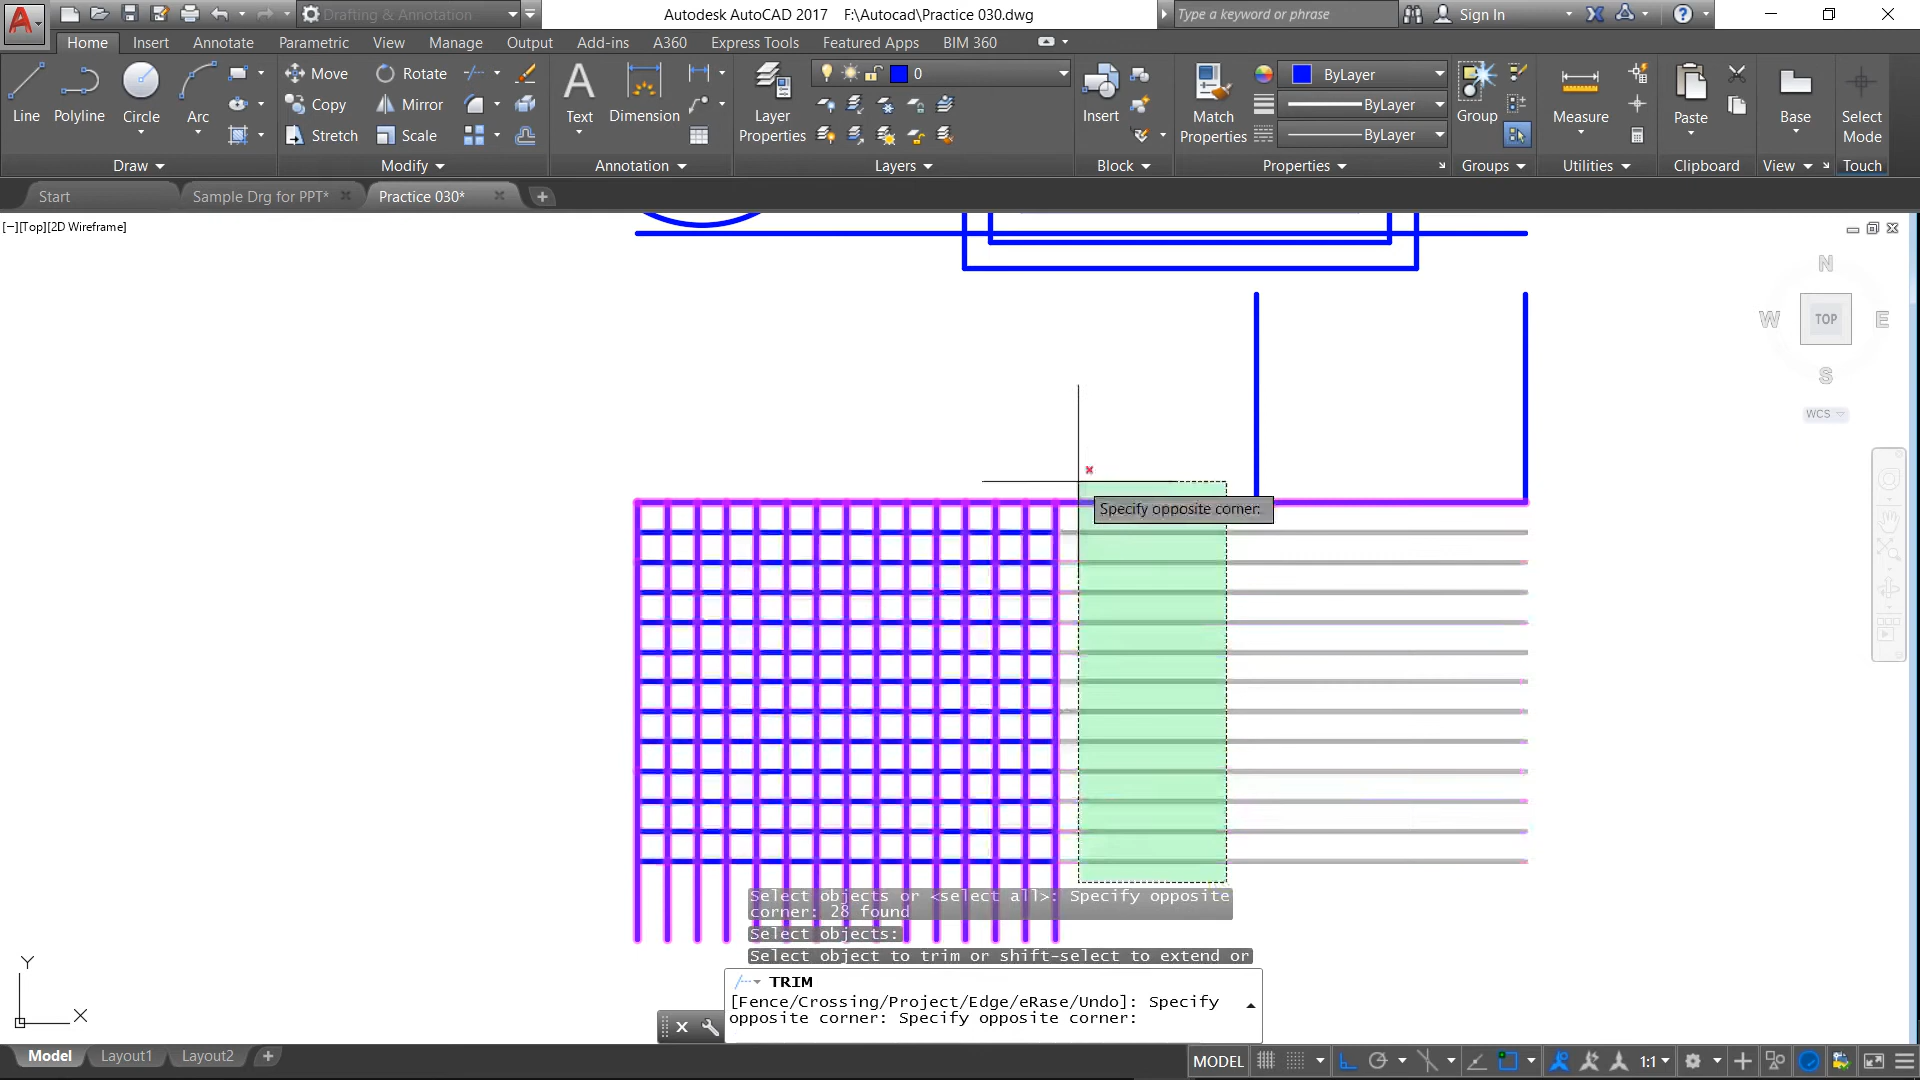 Drafting & Annotation
Autodesk AutoCAD 2017 F:\Autocad\Practice 030.dwg
Type a keyword or phrase
Sign In
Home Insert Annotate Parametric View Manage Output Add-ins A360 Express Tools Featured Apps BIM 360
Line Polyline Circle Arc
Move Rotate
Copy Mirror
Stretch Scale
Text Dimension
Layer Properties
0
Insert
Match Properties
ByLayer
ByLayer
ByLayer
Group
Measure
Paste
Base
Select Mode
Draw Modify Annotation Layers Block Properties Groups Utilities Clipboard View Touch
Start Sample Drg for PPT* Practice 030*
[−][Top][2D Wireframe]
N
W TOP E
S
WCS
Specify opposite corner:
Select objects or <select all>: Specify opposite
corner: 28 found
Select objects:
Select object to trim or shift-select to extend or
TRIM
[Fence/Crossing/Project/Edge/eRase/Undo]: Specify
opposite corner: Specify opposite corner:
Y
X
Model Layout1 Layout2
MODEL 1:1